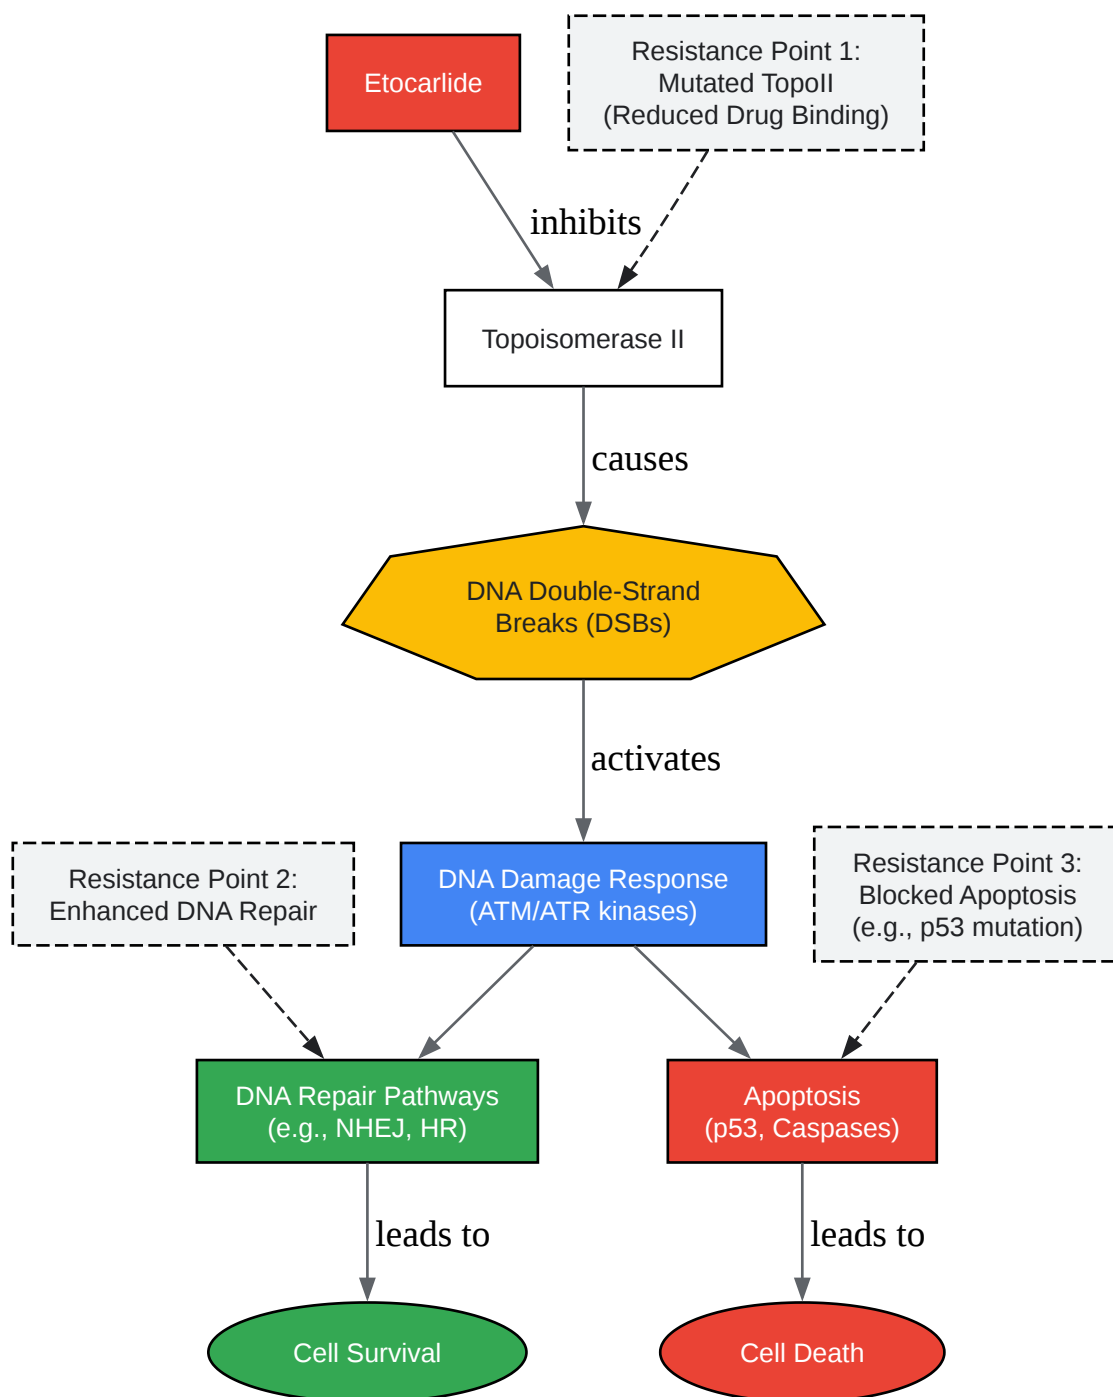 Etocarlide
Resistance Point 1:
Mutated TopoII
(Reduced Drug Binding)
inhibits
Topoisomerase II
causes
DNA Double-Strand
Breaks (DSBs)
activates
Resistance Point 2:
Enhanced DNA Repair
DNA Damage Response
(ATM/ATR kinases)
Resistance Point 3:
Blocked Apoptosis
(e.g., p53 mutation)
DNA Repair Pathways
(e.g., NHEJ, HR)
Apoptosis
(p53, Caspases)
leads to
leads to
Cell Survival
Cell Death